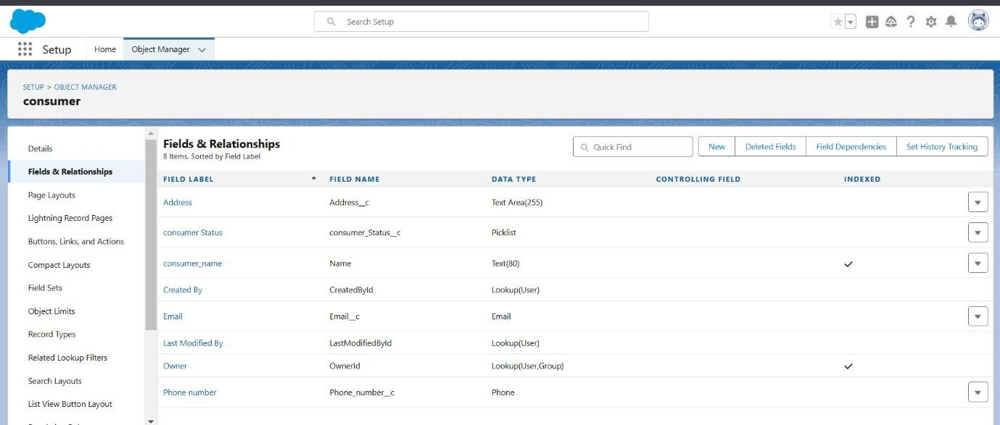 Search Setup
Setup
Home
Object Manager
SETUP > OBJECT MANAGER
consumer
Details
Fields & Relationships
Page Layouts
Lightning Record Pages
Buttons, Links, and Actions
Compact Layouts
Field Sets
Object Limits
Record Types
Related Lookup Filters
Search Layouts
List View Button Layout
Fields & Relationships
8 Items, Sorted by Field Label
Quick Find
New
Deleted Fields
Field Dependencies
Set History Tracking
FIELD LABEL FIELD NAME DATA TYPE CONTROLLING FIELD INDEXED
Address Address__c Text Area(255)
consumer Status consumer_Status__c Picklist
consumer_name Name Text(80)
Created By CreatedById Lookup(User)
Email Email__c Email
Last Modified By LastModifiedById Lookup(User)
Owner OwnerId Lookup(User,Group)
Phone number Phone_number__c Phone